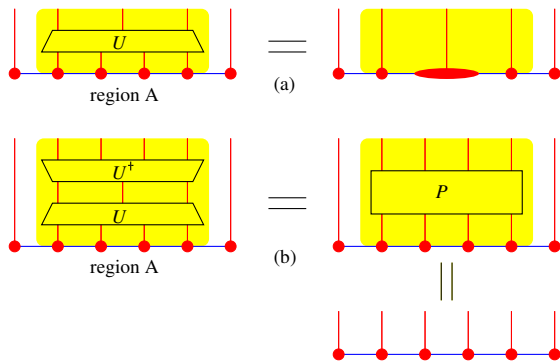 U
=
region A
(a)
U†
U
=
P
region A
(b)
=